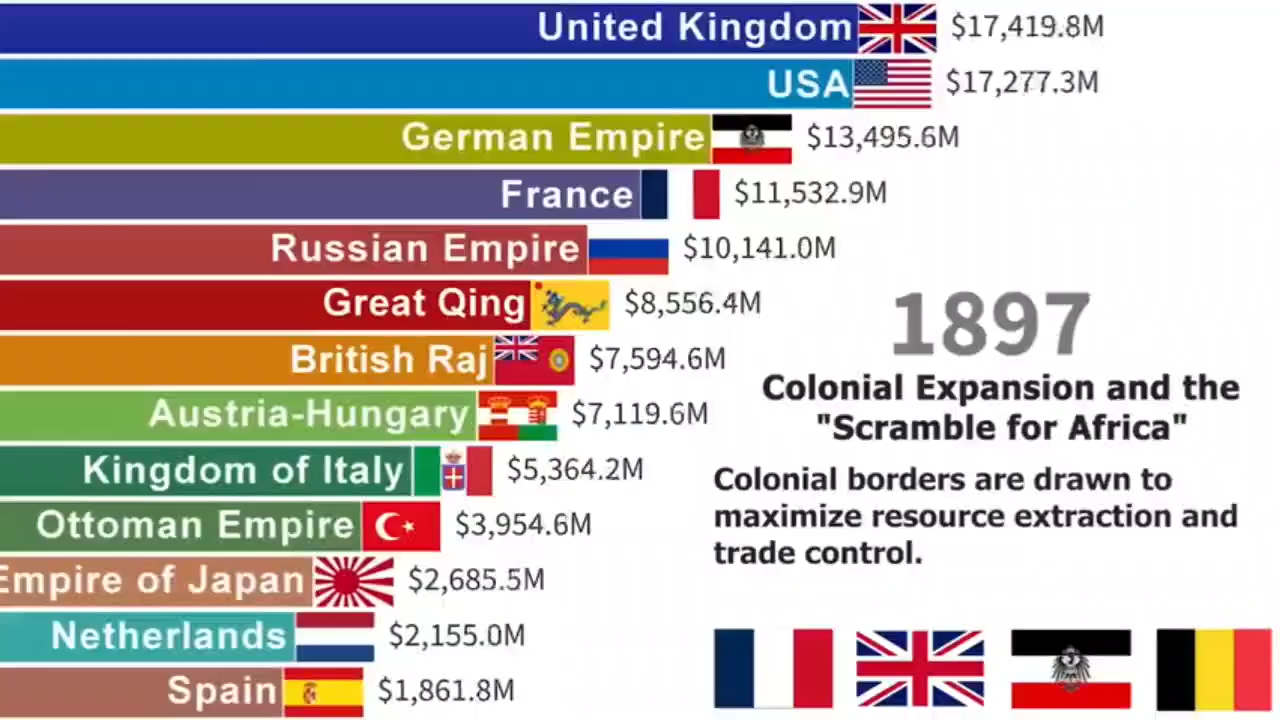 United Kingdom $17,419.8M
USA $17,277.3M
German Empire $13,495.6M
France $11,532.9M
Russian Empire $10,141.0M
Great Qing $8,556.4M
British Raj $7,594.6M
Austria-Hungary $7,119.6M
Kingdom of Italy $5,364.2M
Ottoman Empire $3,954.6M
Empire of Japan $2,685.5M
Netherlands $2,155.0M
Spain $1,861.8M
1897
Colonial Expansion and the
"Scramble for Africa"
Colonial borders are drawn to
maximize resource extraction and
trade control.